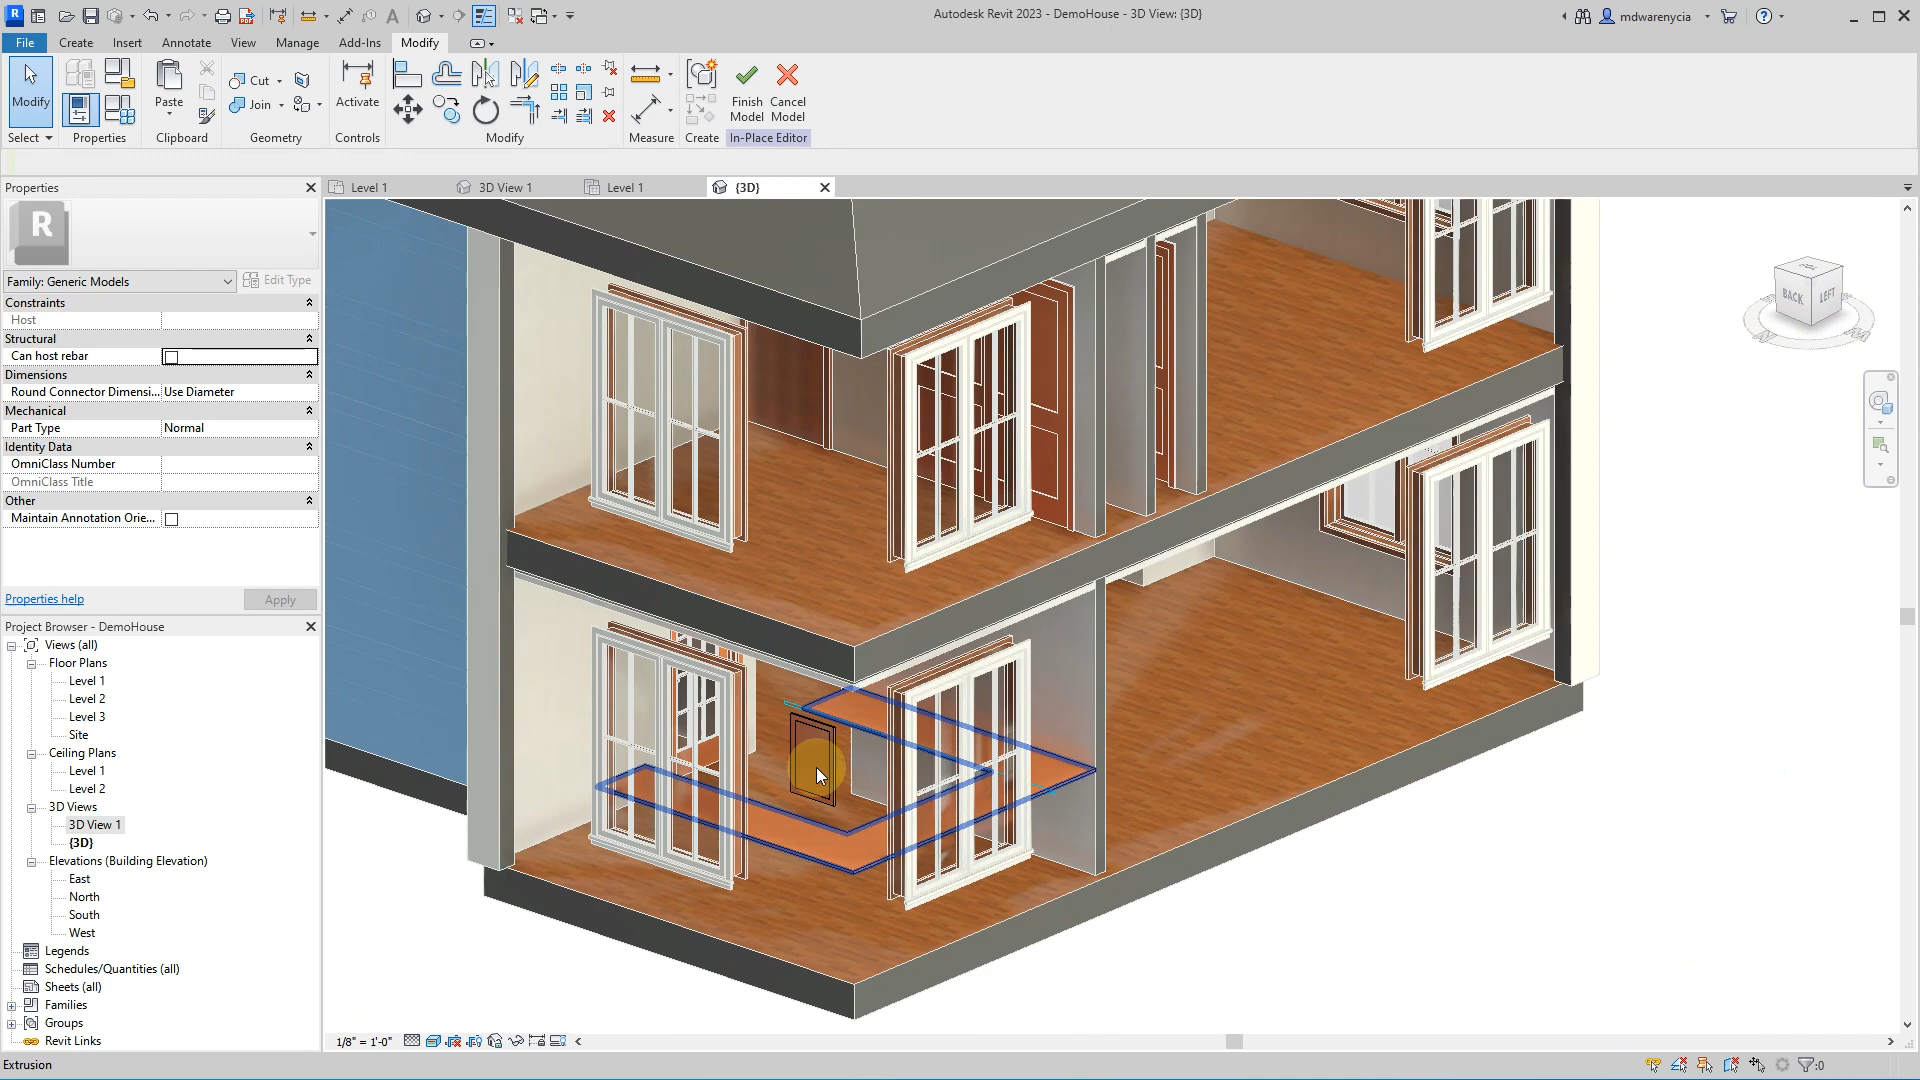 Autodesk Revit 2023 - DemoHouse - 3D View: {3D}
mdwarenycia
File
Create
Insert
Annotate
View
Manage
Add-Ins
Modify
Modify
Paste
Cut
Join
Activate
Finish Model
Cancel Model
Select
Properties
Clipboard
Geometry
Controls
Modify
Measure
Create
In-Place Editor
Properties
Level 1
3D View 1
Level 1
{3D}
R
Family: Generic Models
Edit Type
Constraints
Host
Structural
Can host rebar
Dimensions
Round Connector Dimensi... Use Diameter
Mechanical
Part Type Normal
Identity Data
OmniClass Number
OmniClass Title
Other
Maintain Annotation Orie...
Properties help
Apply
Project Browser - DemoHouse
Views (all)
Floor Plans
Level 1
Level 2
Level 3
Site
Ceiling Plans
Level 1
Level 2
3D Views
3D View 1
{3D}
Elevations (Building Elevation)
East
North
South
West
Legends
Schedules/Quantities (all)
Sheets (all)
Families
Groups
Revit Links
BACK
LEFT
1/8" = 1'-0"
Extrusion
:0